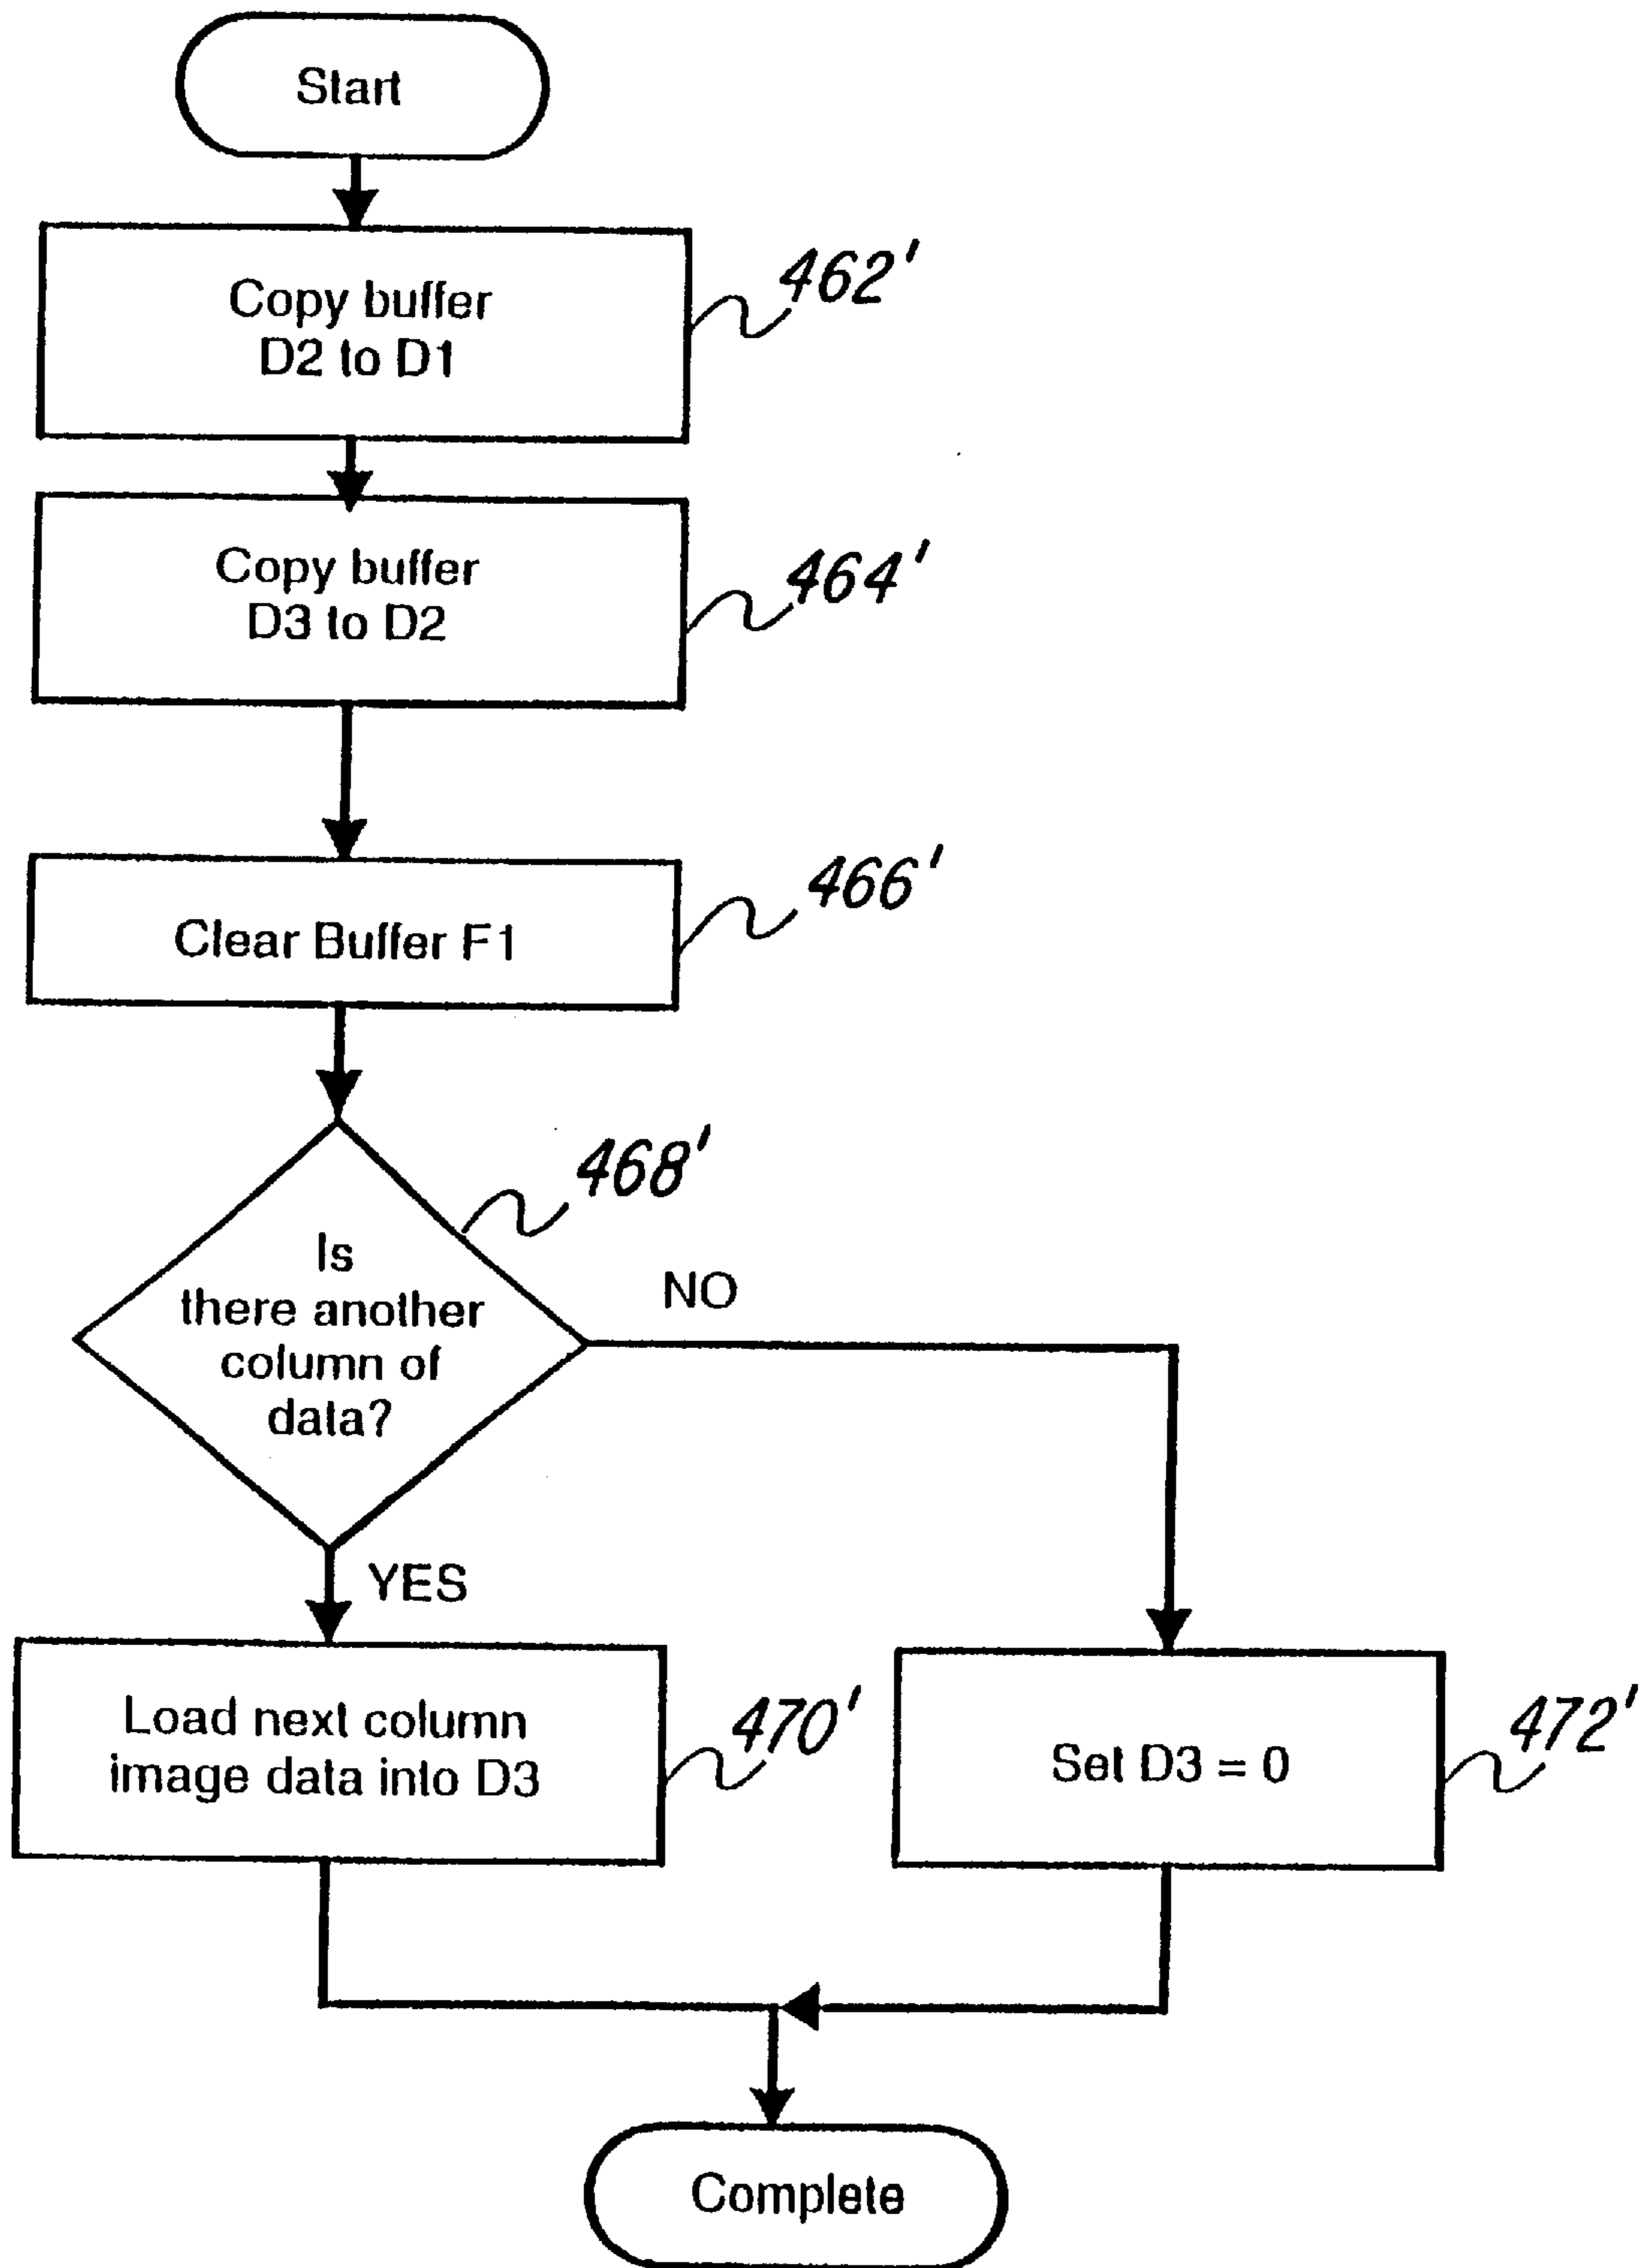 Start
Copy buffer
D2 to D1
462'
Copy buffer
D3 to D2
464'
Clear Buffer F1
466'
468'
Is
there another
column of
data?
NO
YES
Load next column
image data into D3
470'
Set D3 = 0
472'
Complete